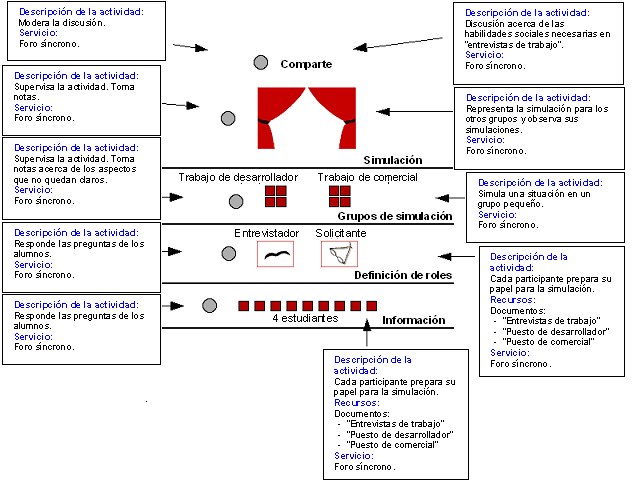 Descripción de la actividad:
Modera la discusión.
Servicio:
Foro síncrono.
Descripción de la actividad:
Discusión acerca de las
habilidades sociales necesarias en
"entrevistas de trabajo".
Servicio:
Foro síncrono.
Comparte
Descripción de la actividad:
Supervisa la actividad. Toma
notas.
Servicio:
Foro síncrono.
Descripción de la actividad:
Representa la simulación para los
otros grupos y observa sus
simulaciones.
Servicio:
Foro síncrono.
Simulación
Descripción de la actividad:
Supervisa la actividad. Toma
notas acerca de los aspectos
que no quedan claros.
Servicio:
Foro síncrono.
Trabajo de desarrollador
Trabajo de comercial
Grupos de simulación
Descripción de la actividad:
Simula una situación en un
grupo pequeño.
Servicio:
Foro síncrono.
Descripción de la actividad:
Responde las preguntas de los
alumnos.
Servicio:
Foro síncrono.
Entrevistador
Solicitante
Definición de roles
Descripción de la
actividad:
Cada participante prepara su
papel para la simulación.
Recursos:
Documentos:
- "Entrevistas de trabajo"
- "Puesto de desarrollador"
- "Puesto de comercial"
Servicio:
Foro síncrono.
Descripción de la actividad:
Responde las preguntas de los
alumnos.
Servicio:
Foro síncrono.
4 estudiantes
Información
Descripción de la
actividad:
Cada participante prepara su
papel para la simulación.
Recursos:
Documentos:
- "Entrevistas de trabajo"
- "Puesto de desarrollador"
- "Puesto de comercial"
Servicio:
Foro síncrono.